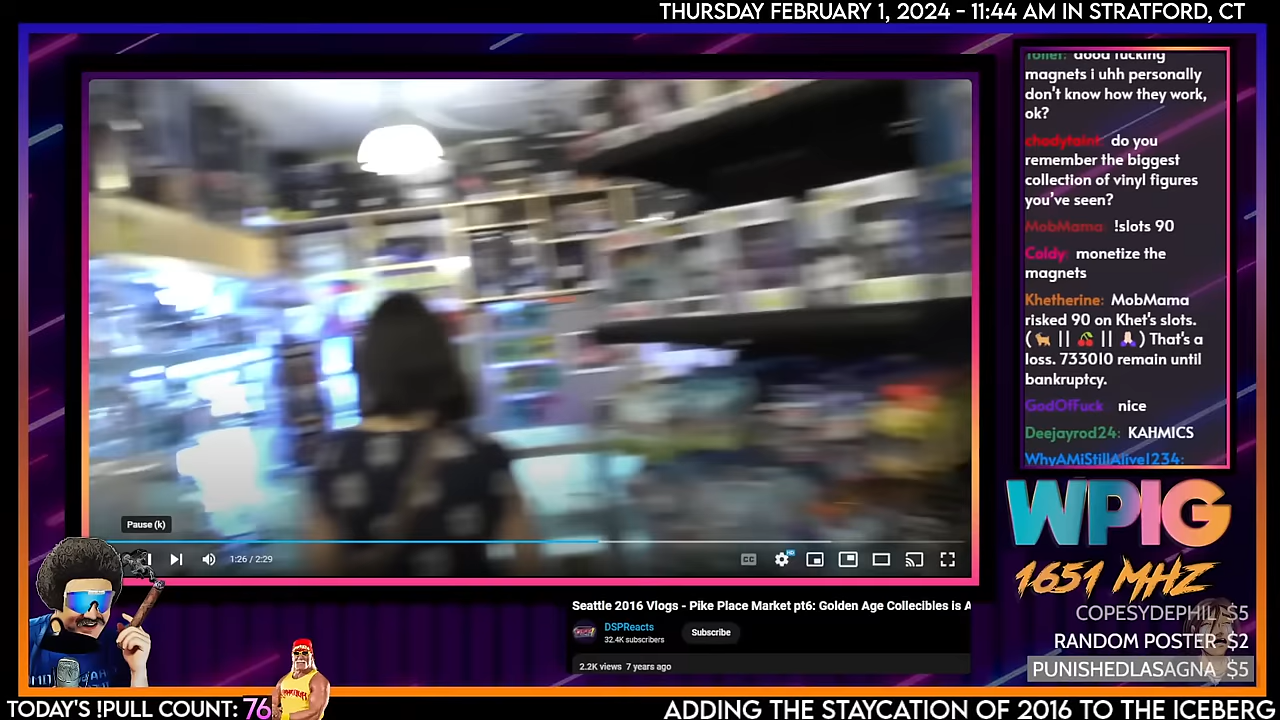 THURSDAY FEBRUARY 1, 2024 - 11:44 AM IN STRATFORD, CT
magnets i uhh personally
don't know how they work,
ok?
chodytaint: do you
remember the biggest
collection of vinyl figures
you've seen?
MobMama: !slots 90
Coldy: monetize the
magnets
Khetherine: MobMama
risked 90 on Khet's slots.
( 🐕 || 🍒 || 🙏🏻 ) That's a
loss. 733010 remain until
bankruptcy.
GodOfFuck nice
Deejayrod24: KAHMICS
WhyAMiStillAlive1234:
Pause (k)
1:26 / 2:29
CC
HD
WPIG
1651 MHZ
COPESYDEPHIL $5
RANDOM POSTER $2
PUNISHEDLASAGNA $5
Seattle 2016 Vlogs - Pike Place Market pt6: Golden Age Collectibles is A
DSPReacts
32.4K subscribers
Subscribe
2.2K views 7 years ago
TODAY'S !PULL COUNT: 76
ADDING THE STAYCATION OF 2016 TO THE ICEBERG